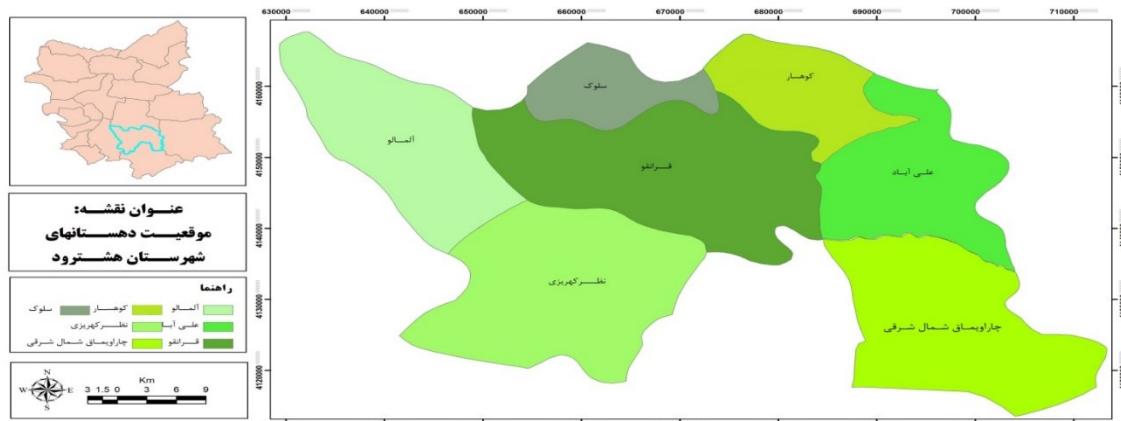 630000 640000 650000 660000 670000 680000 690000 700000 710000
4160000
4150000
4140000
4130000
4120000
سلوک
کوهسار
آلمالو
قرانقو
علی آباد
نظرکهریزی
چاراویماق شمال شرقی
عنوان نقشه:
موقعیت دهستانهای
شهرستان هشترود
راهنما
آلمالو کوهسار سلوک
علی آبا نظرکهریزی
قرانقو چاراویماق شمال شرقی
N
W E
S
Km
3 1.5 0 3 6 9